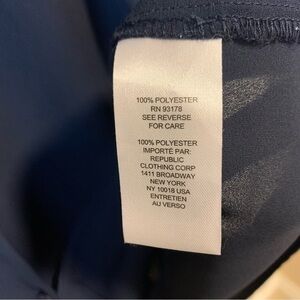 100% POLYESTER
RN 93178
SEE REVERSE
FOR CARE
100% POLYESTER
IMPORTÉ PAR:
REPUBLIC
CLOTHING CORP
1411 BROADWAY
NEW YORK
NY 10018 USA
ENTRETIEN
AU VERSO